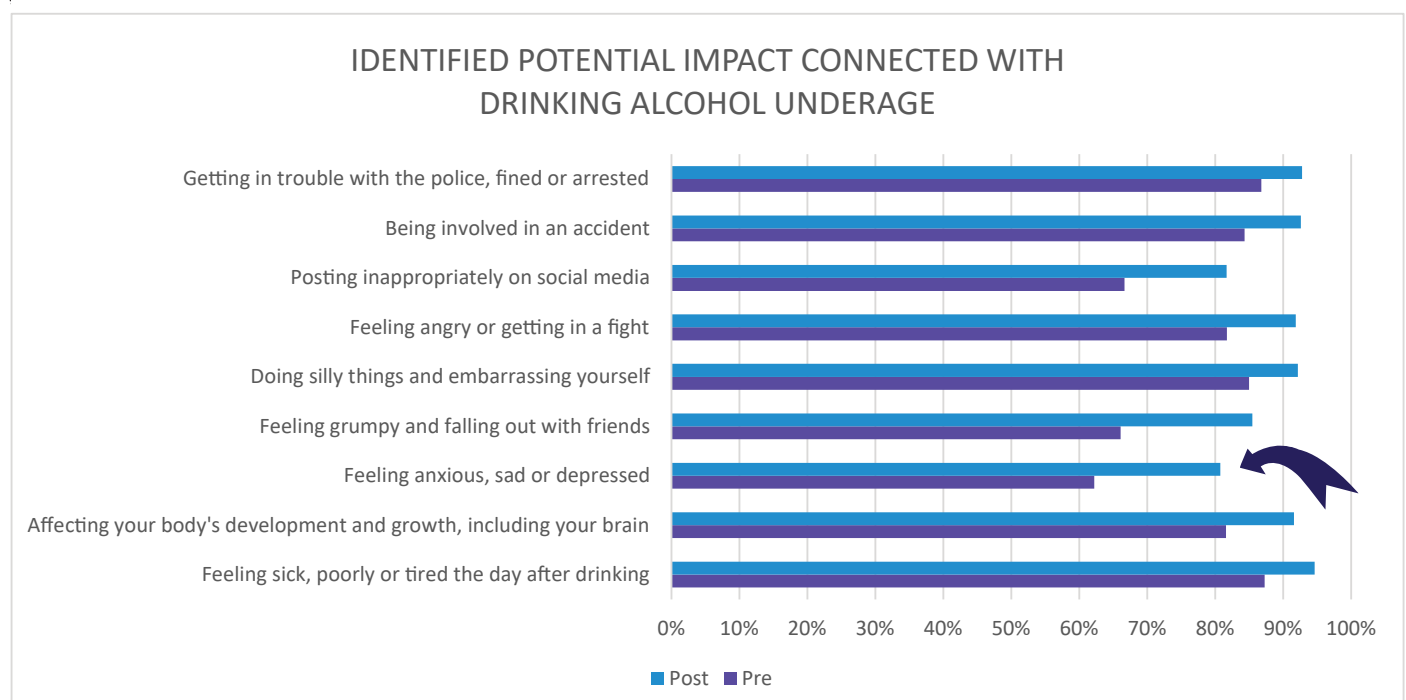 IDENTIFIED POTENTIAL IMPACT CONNECTED WITH
DRINKING ALCOHOL UNDERAGE
Getting in trouble with the police, fined or arrested
Being involved in an accident
Posting inappropriately on social media
Feeling angry or getting in a fight
Doing silly things and embarrassing yourself
Feeling grumpy and falling out with friends
Feeling anxious, sad or depressed
Affecting your body's development and growth, including your brain
Feeling sick, poorly or tired the day after drinking
0% 10% 20% 30% 40% 50% 60% 70% 80% 90% 100%
Post Pre